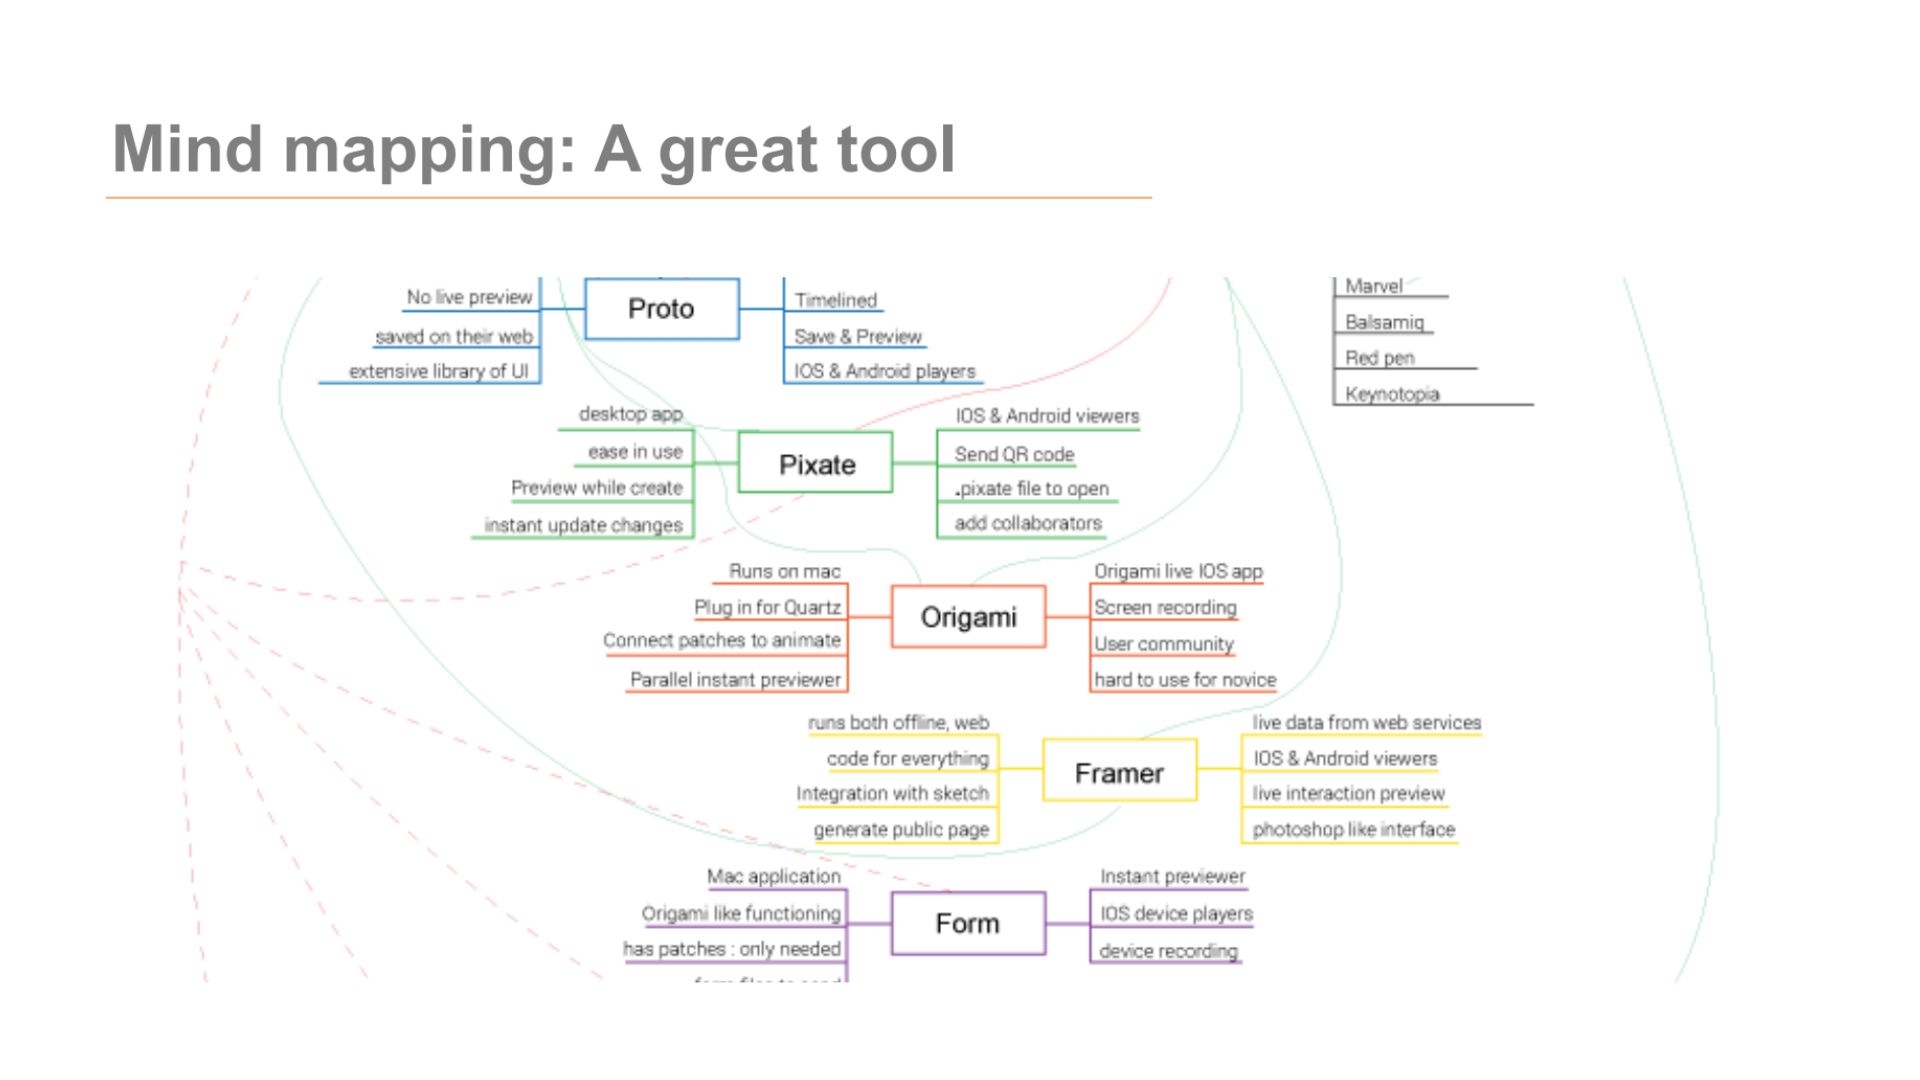 Mind mapping: A great tool
No live preview
saved on their web
extensive library of UI
Proto
Timelined
Save & Preview
IOS & Android players
Marvel
Balsamiq
Red pen
Keynotopia
desktop app
ease in use
Preview while create
instant update changes
Pixate
IOS & Android viewers
Send QR code
.pixate file to open
add collaborators
Runs on mac
Plug in for Quartz
Connect patches to animate
Parallel instant previewer
Origami
Origami live IOS app
Screen recording
User community
hard to use for novice
runs both offline, web
code for everything
Integration with sketch
generate public page
Framer
live data from web services
IOS & Android viewers
live interaction preview
photoshop like interface
Mac application
Origami like functioning
has patches : only needed
Form
Instant previewer
IOS device players
device recording